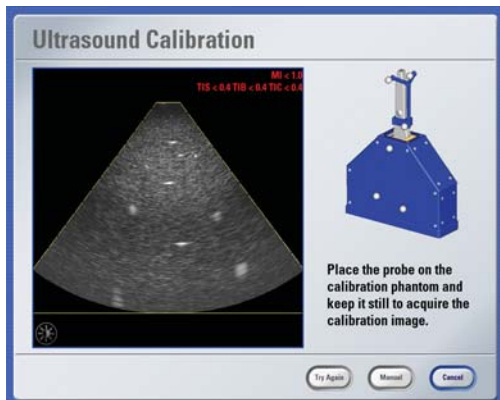 Ultrasound Calibration
MI < 1.0
TIS < 0.4 TIB < 0.4 TIC < 0.4
Place the probe on the
calibration phantom and
keep it still to acquire the
calibration image.
Try Again
Manual
Cancel